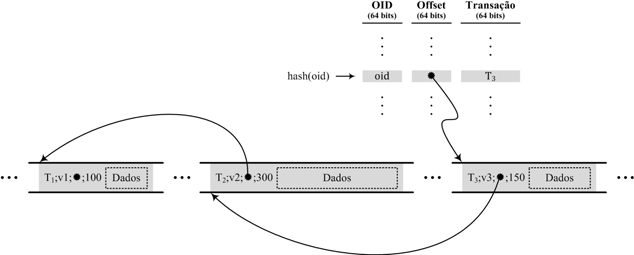 OID Offset Transação
(64 bits) (64 bits) (64 bits)
hash(oid) oid T3
T1;v1; ;100 Dados T2;v2; ;300 Dados T3;v3; ;150 Dados